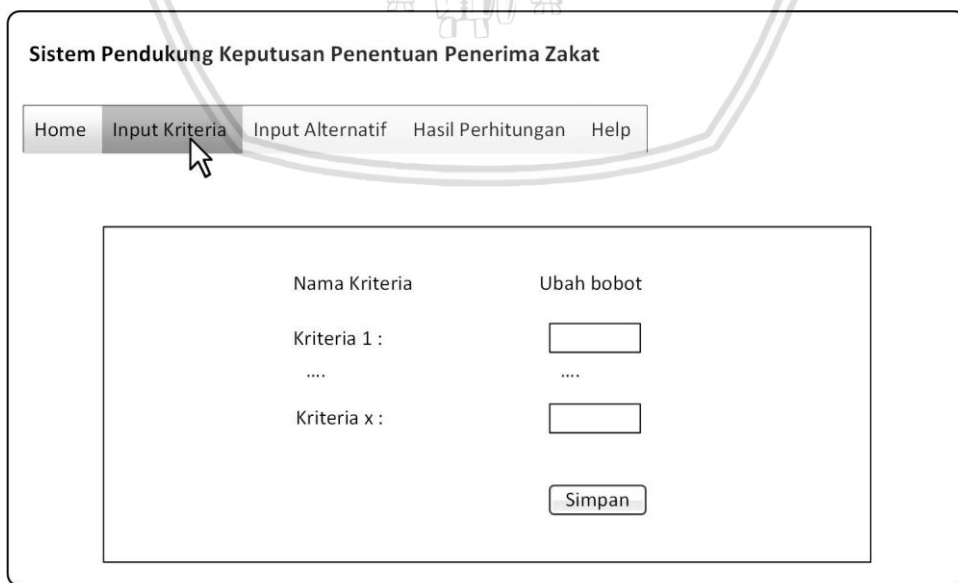 Sistem Pendukung Keputusan Penentuan Penerima Zakat
Home Input Kriteria Input Alternatif Hasil Perhitungan Help
Nama Kriteria Ubah bobot
Kriteria 1 :
.... ....
Kriteria x :
Simpan